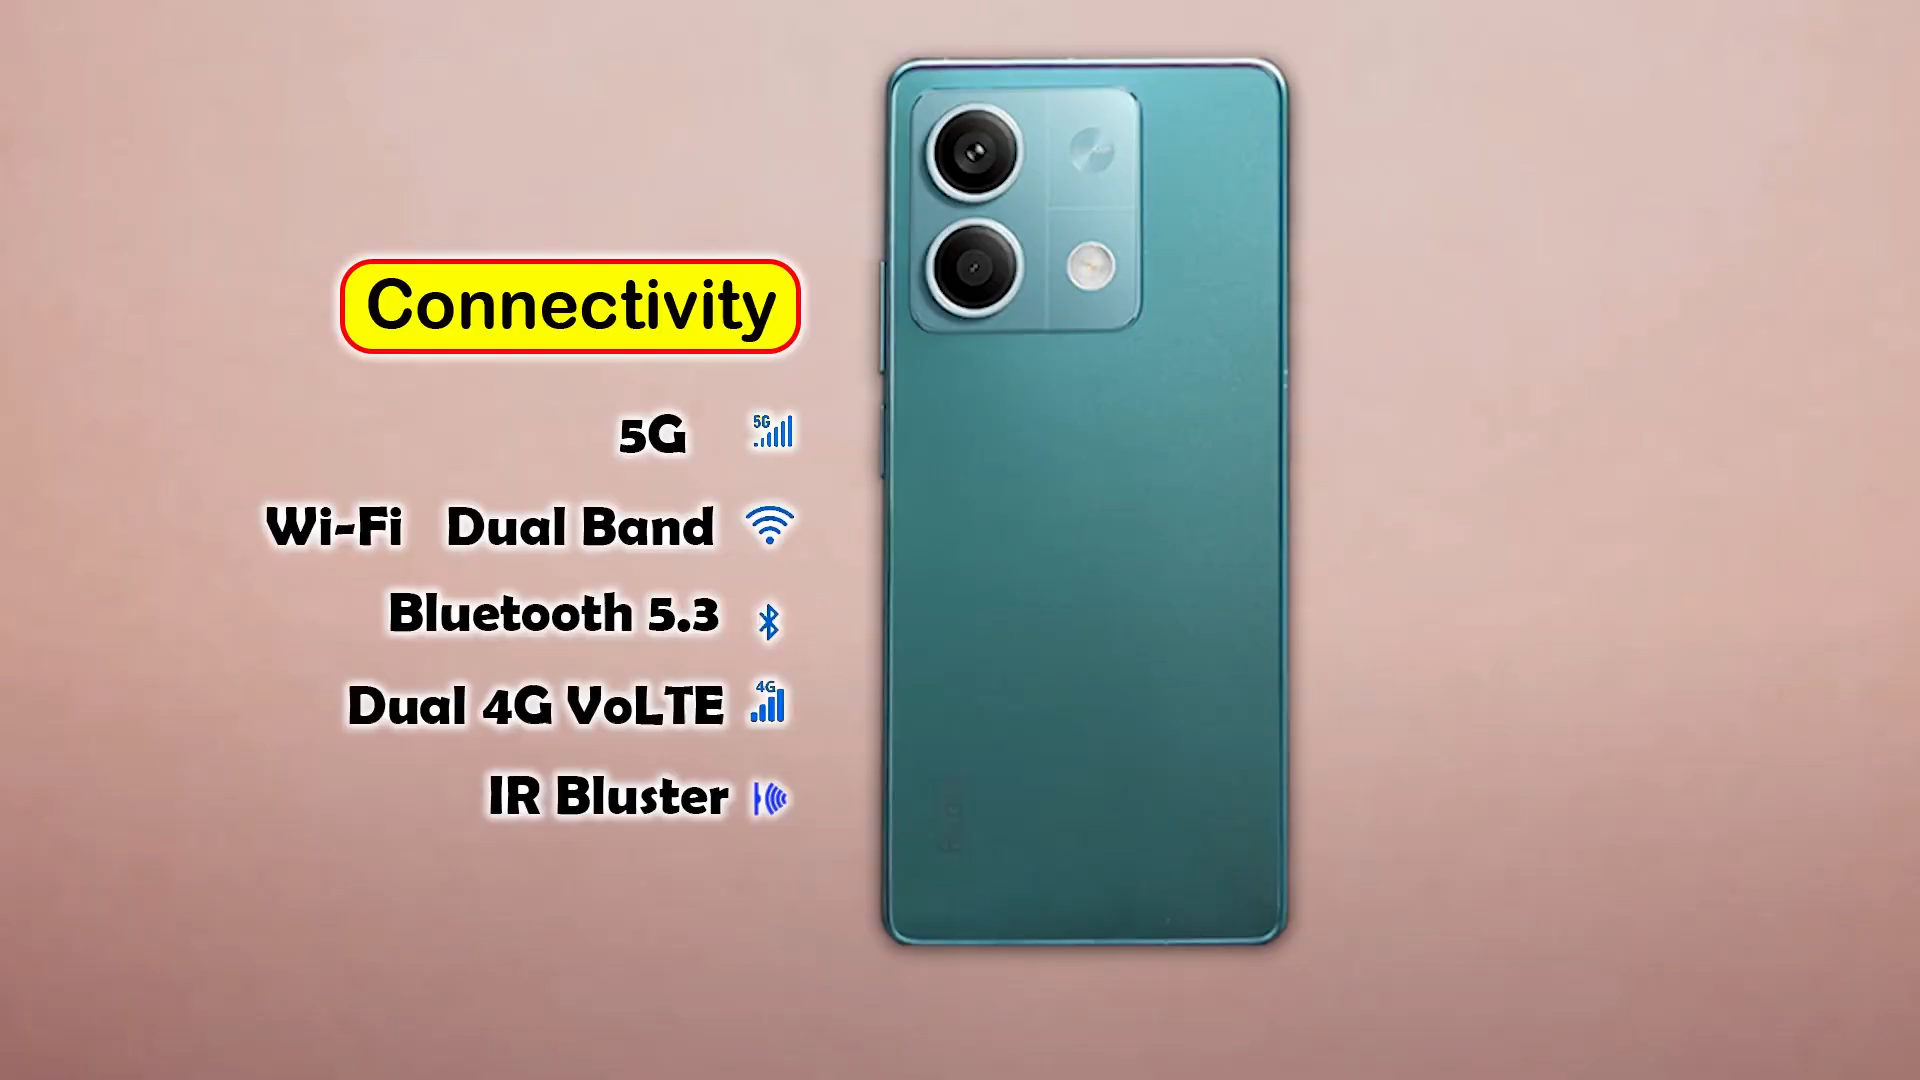 Connectivity
5G 5G
Wi-Fi Dual Band
Bluetooth 5.3
Dual 4G VoLTE 4G
IR Bluster